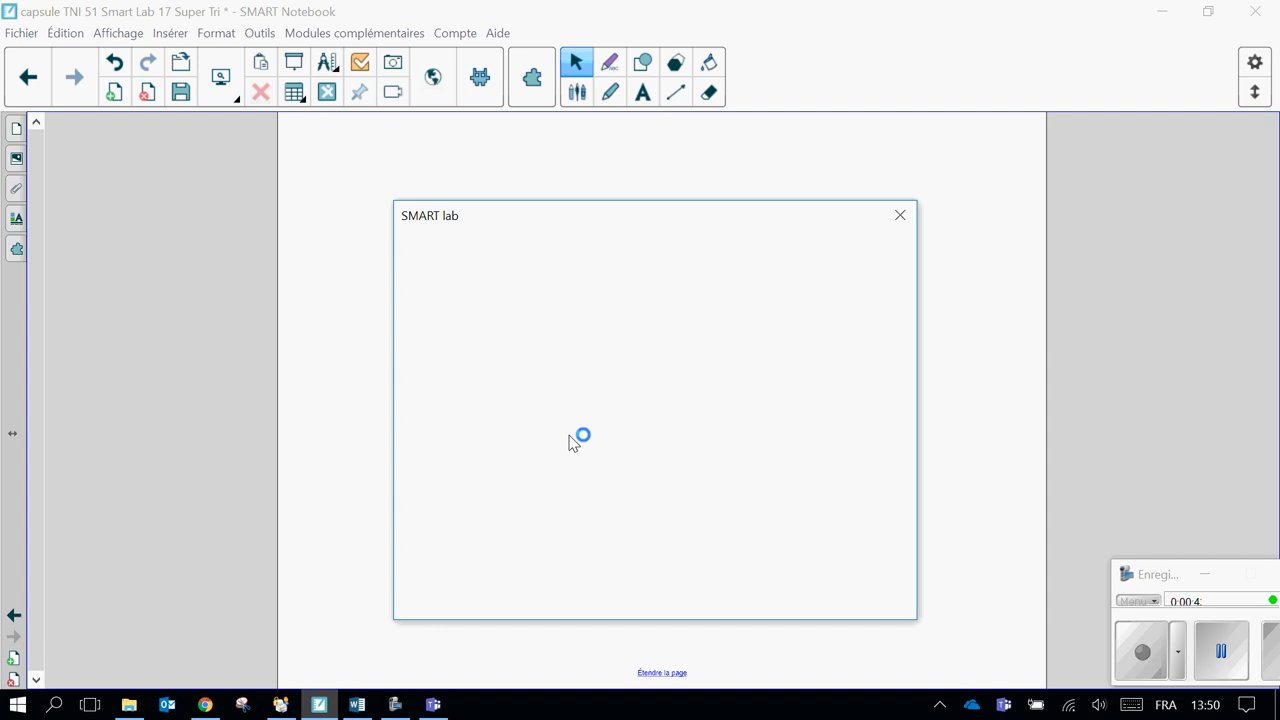 capsule TNI 51 Smart Lab 17 Super Tri * - SMART Notebook
Fichier Édition Affichage Insérer Format Outils Modules complémentaires Compte Aide
SMART lab
Enregi...
Menu
0:00:4
Étendre la page
FRA 13:50